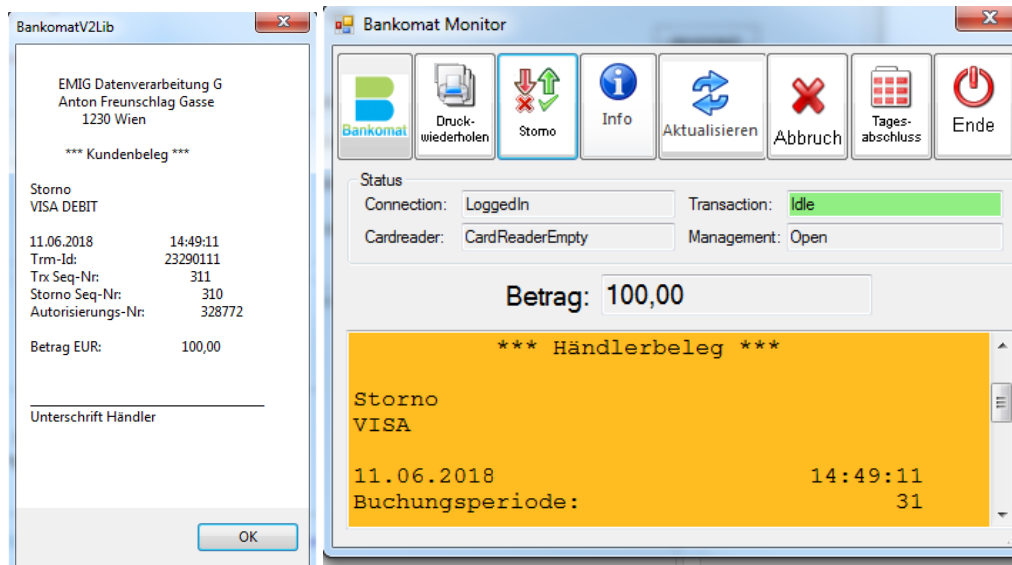 BankomatV2Lib
EMIG Datenverarbeitung G
Anton Freunschlag Gasse
1230 Wien
*** Kundenbeleg ***
Storno
VISA DEBIT
11.06.2018 14:49:11
Trm-Id: 23290111
Trx Seq-Nr: 311
Storno Seq-Nr: 310
Autorisierungs-Nr: 328772
Betrag EUR: 100,00
Unterschrift Händler
OK
Bankomat Monitor
Bankomat
Druck-
wiederholen
Storno
Info
Aktualisieren
Abbruch
Tages-
abschluss
Ende
Status
Connection: LoggedIn Transaction: Idle
Cardreader: CardReaderEmpty Management: Open
Betrag: 100,00
*** Händlerbeleg ***
Storno
VISA
11.06.2018 14:49:11
Buchungsperiode: 31